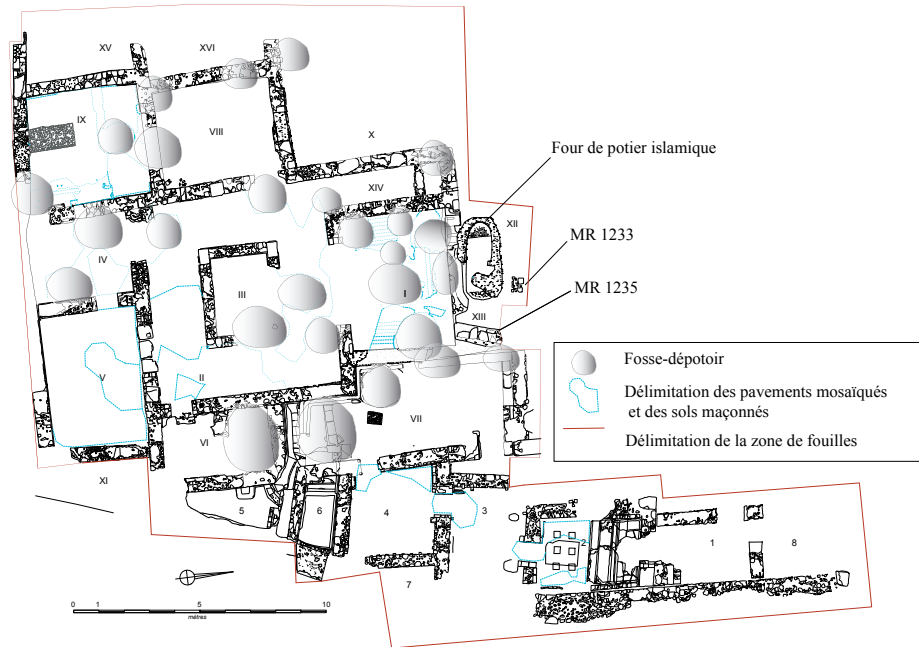 XV
XVI
IX
VIII
X
Four de potier islamique
XIV
XII
IV
MR 1233
III
I
MR 1235
XIII
V
II
Fosse-dépotoir
Délimitation des pavements mosaïqués
et des sols maçonnés
Délimitation de la zone de fouilles
VI
VII
XI
5
6
4
3
2
1
8
7
0 1 5 10
mètres